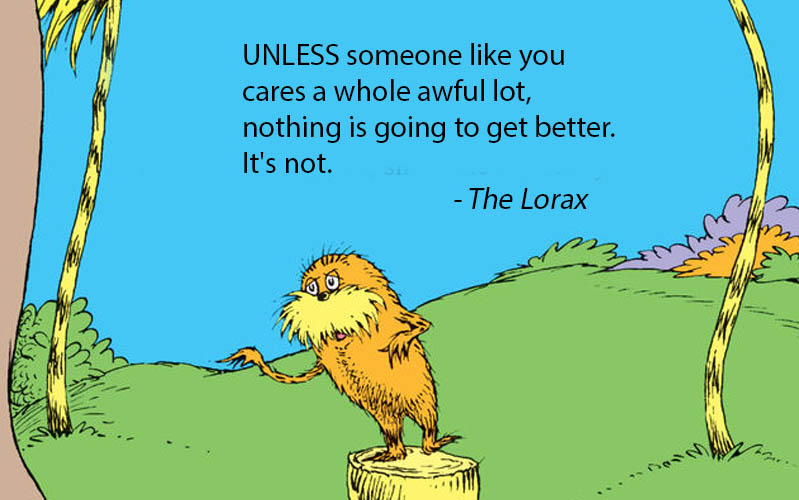 UNLESS someone like you
cares a whole awful lot,
nothing is going to get better.
It's not.
- The Lorax